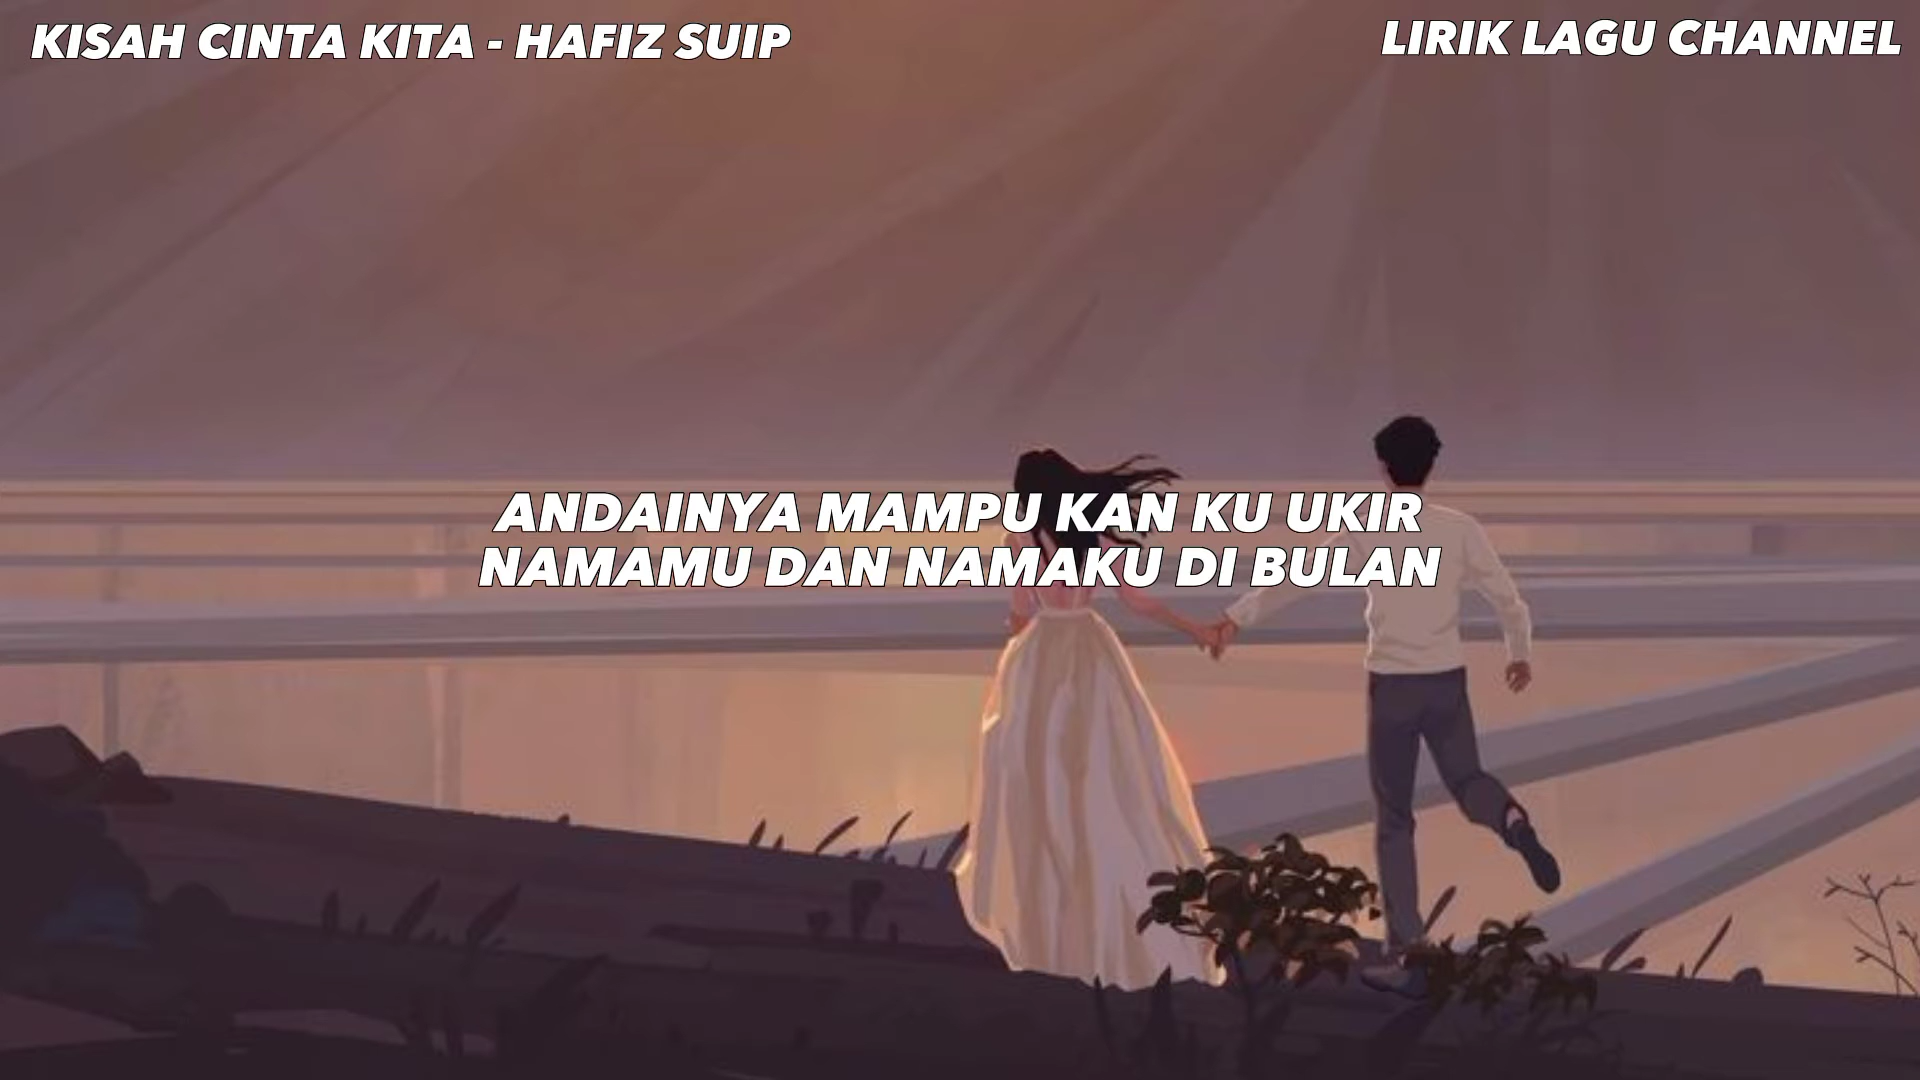 KISAH CINTA KITA - HAFIZ SUIP
LIRIK LAGU CHANNEL
ANDAINYA MAMPU KAN KU UKIR
NAMAMU DAN NAMAKU DI BULAN